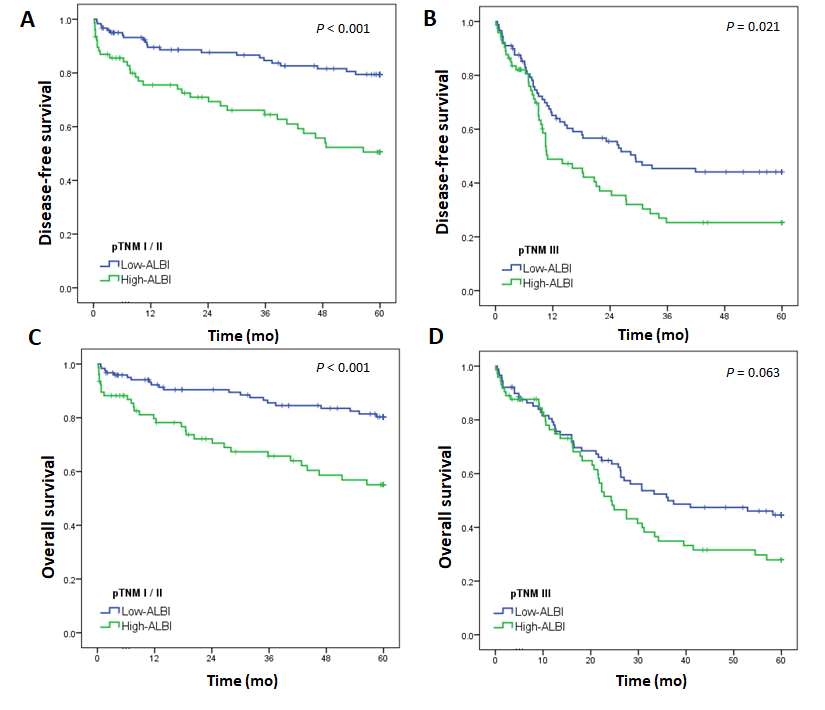 A
P < 0.001
Disease-free survival
1.0
0.8
0.6
0.4
0.2
0.0
pTNM I / II
Low-ALBI
High-ALBI
...
0 12 24 36 48 60
Time (mo)
B
P = 0.021
Disease-free survival
1.0
0.8
0.6
0.4
0.2
0.0
pTNM III
Low-ALBI
High-ALBI
0 12 24 36 48 60
Time (mo)
C
P < 0.001
Overall survival
1.0
0.8
0.6
0.4
0.2
0.0
pTNM I / II
Low-ALBI
High-ALBI
...
0 12 24 36 48 60
Time (mo)
D
P = 0.063
Overall survival
1.0
0.8
0.6
0.4
0.2
0.0
pTNM III
Low-ALBI
High-ALBI
...
0 10 20 30 40 50 60
Time (mo)